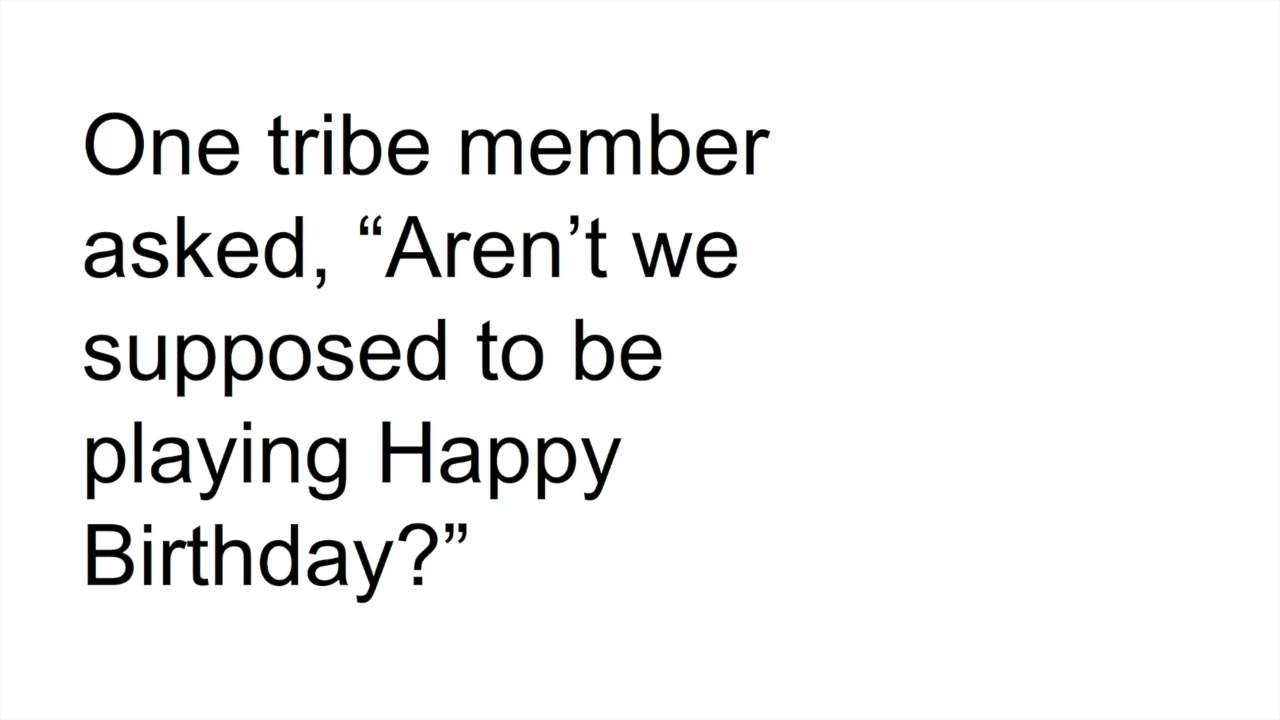 One tribe member
asked, “Aren’t we
supposed to be
playing Happy
Birthday?”